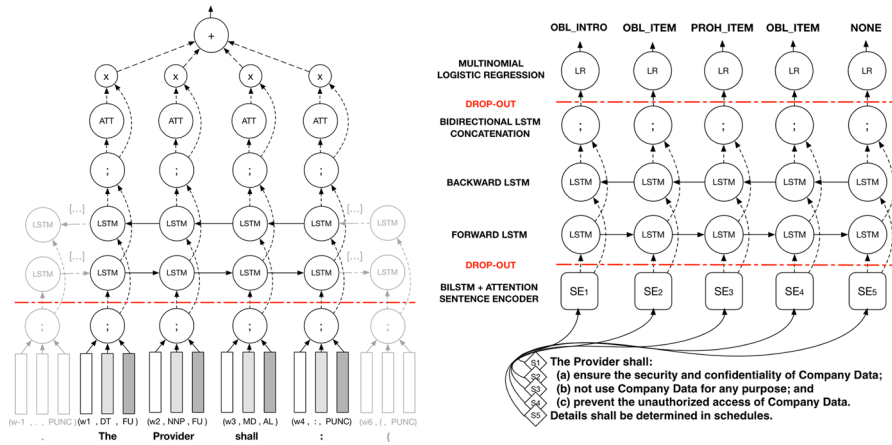 +
x x x x
ATT ATT ATT ATT
; ; ; ;
[...] [...]
LSTM LSTM LSTM LSTM LSTM LSTM
[...] [...]
LSTM LSTM LSTM LSTM LSTM LSTM
; ; ; ; ; ;
(w-1 , . , PUNC) (w1 , DT , FU) (w2 , NNP , FU) (w3 , MD , AL) (w4 , : , PUNC) (w6 , ( , PUNC)
. The Provider shall : (
OBL_INTRO OBL_ITEM PROH_ITEM OBL_ITEM NONE
MULTINOMIAL
LOGISTIC REGRESSION
LR LR LR LR LR
DROP-OUT
BIDIRECTIONAL LSTM
CONCATENATION
; ; ; ; ;
BACKWARD LSTM
LSTM LSTM LSTM LSTM LSTM
FORWARD LSTM
LSTM LSTM LSTM LSTM LSTM
DROP-OUT
BILSTM + ATTENTION
SENTENCE ENCODER
SE1 SE2 SE3 SE4 SE5
S1 The Provider shall:
S2 (a) ensure the security and confidentiality of Company Data;
S3 (b) not use Company Data for any purpose; and
S4 (c) prevent the unauthorized access of Company Data.
S5 Details shall be determined in schedules.